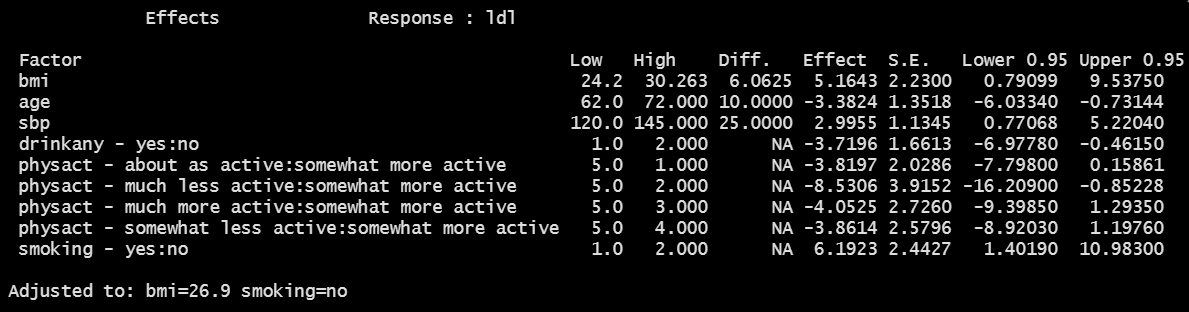 Effects Response : ldl
Factor Low High Diff. Effect S.E. Lower 0.95 Upper 0.95
bmi 24.2 30.263 6.0625 5.1643 2.2300 0.79099 9.53750
age 62.0 72.000 10.0000 -3.3824 1.3518 -6.03340 -0.73144
sbp 120.0 145.000 25.0000 2.9955 1.1345 0.77068 5.22040
drinkany - yes:no 1.0 2.000 NA -3.7196 1.6613 -6.97780 -0.46150
physact - about as active:somewhat more active 5.0 1.000 NA -3.8197 2.0286 -7.79800 0.15861
physact - much less active:somewhat more active 5.0 2.000 NA -8.5306 3.9152 -16.20900 -0.85228
physact - much more active:somewhat more active 5.0 3.000 NA -4.0525 2.7260 -9.39850 1.29350
physact - somewhat less active:somewhat more active 5.0 4.000 NA -3.8614 2.5796 -8.92030 1.19760
smoking - yes:no 1.0 2.000 NA 6.1923 2.4427 1.40190 10.98300
Adjusted to: bmi=26.9 smoking=no